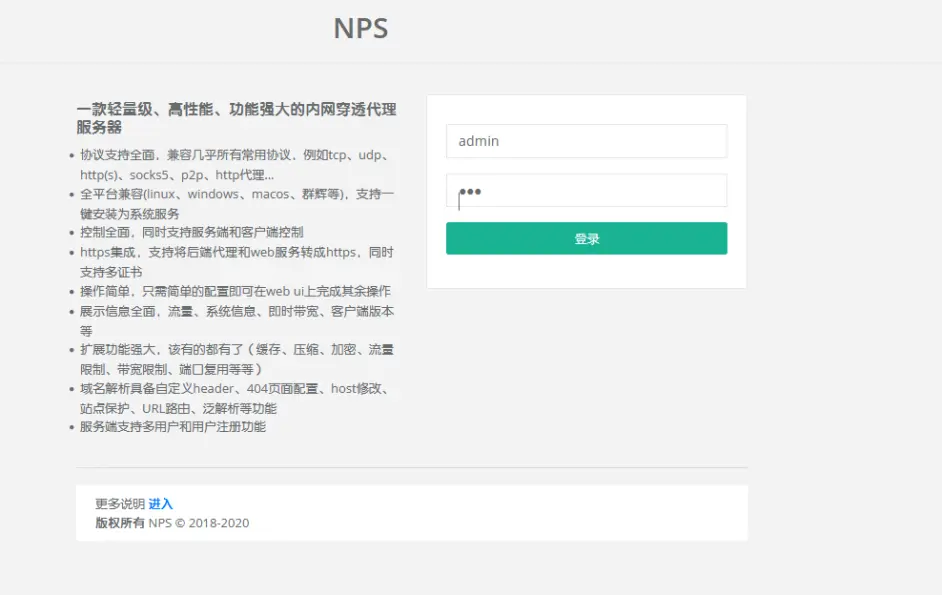 NPS
一款轻量级、高性能、功能强大的内网穿透代理
服务器
协议支持全面，兼容几乎所有常用协议，例如tcp、udp、
http(s)、socks5、p2p、http代理...
全平台兼容(linux、windows、macos、群辉等)，支持一
键安装为系统服务
控制全面，同时支持服务端和客户端控制
https集成，支持将后端代理和web服务转成https，同时
支持多证书
操作简单，只需简单的配置即可在web ui上完成其余操作
展示信息全面，流量、系统信息、即时带宽、客户端版本
等
扩展功能强大，该有的都有了（缓存、压缩、加密、流量
限制、带宽限制、端口复用等等）
域名解析具备自定义header、404页面配置、host修改、
站点保护、URL路由、泛解析等功能
服务端支持多用户和用户注册功能
admin
•••
登录
更多说明 进入
版权所有 NPS © 2018-2020